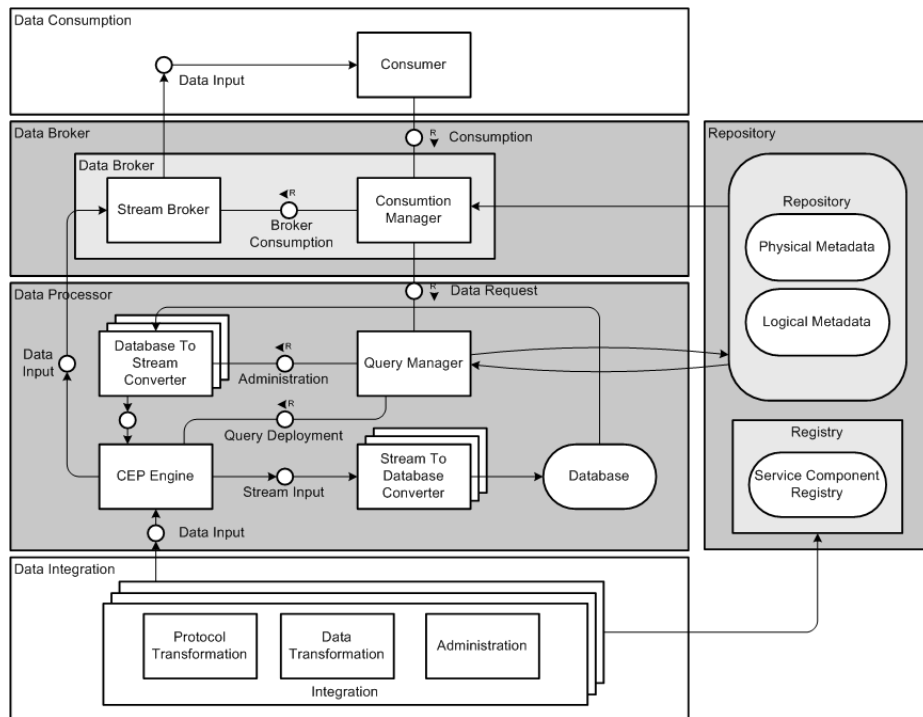 Data Consumption
Consumer
Data Input
Data Broker
R
Consumption
Repository
Data Broker
Stream Broker
R
Broker
Consumption
Consumtion
Manager
Repository
Physical Metadata
Logical Metadata
Data Processor
R
Data Request
Data
Input
Database To
Stream
Converter
R
Administration
Query Manager
R
Query Deployment
CEP Engine
Stream Input
Stream To
Database
Converter
Database
Registry
Service Component
Registry
Data Input
Data Integration
Protocol
Transformation
Data
Transformation
Administration
Integration